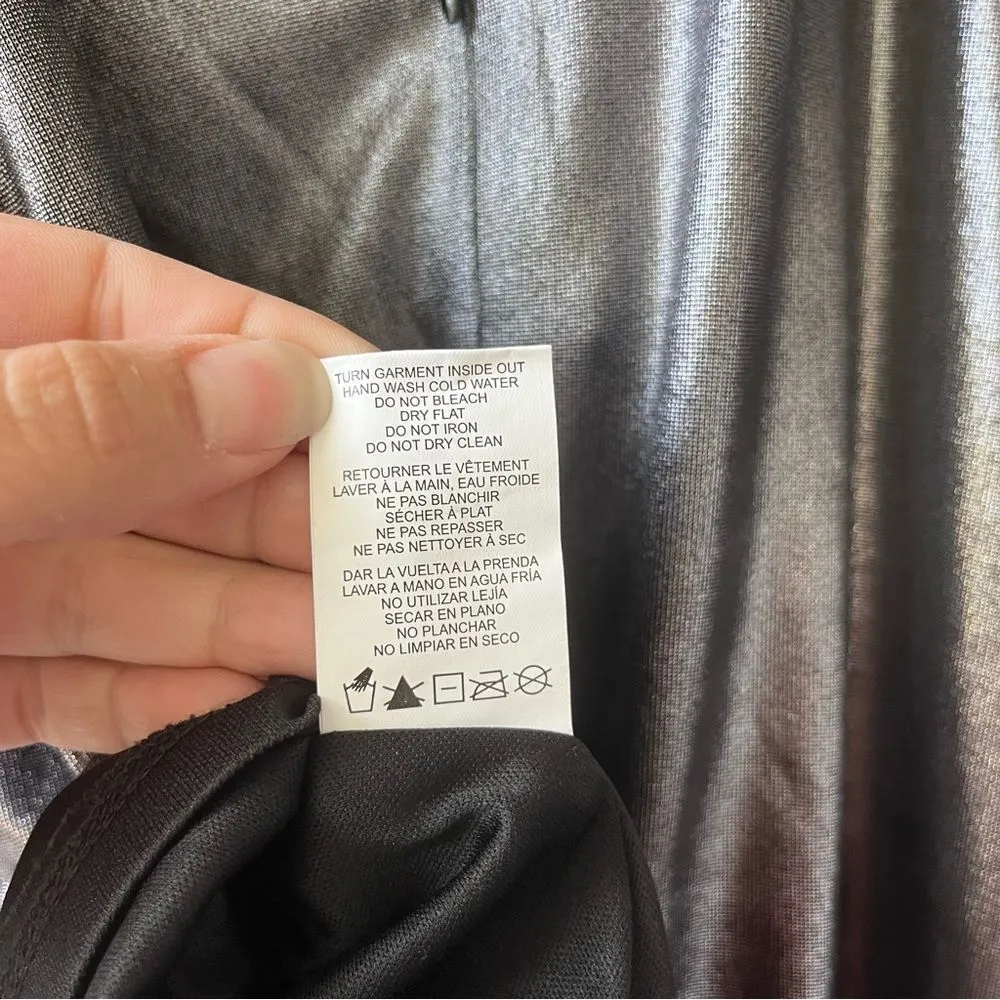 TURN GARMENT INSIDE OUT
HAND WASH COLD WATER
DO NOT BLEACH
DRY FLAT
DO NOT IRON
DO NOT DRY CLEAN
RETOURNER LE VÊTEMENT
LAVER À LA MAIN, EAU FROIDE
NE PAS BLANCHIR
SÉCHER À PLAT
NE PAS REPASSER
NE PAS NETTOYER À SEC
DAR LA VUELTA A LA PRENDA
LAVAR A MANO EN AGUA FRÍA
NO UTILIZAR LEJÍA
SECAR EN PLANO
NO PLANCHAR
NO LIMPIAR EN SECO